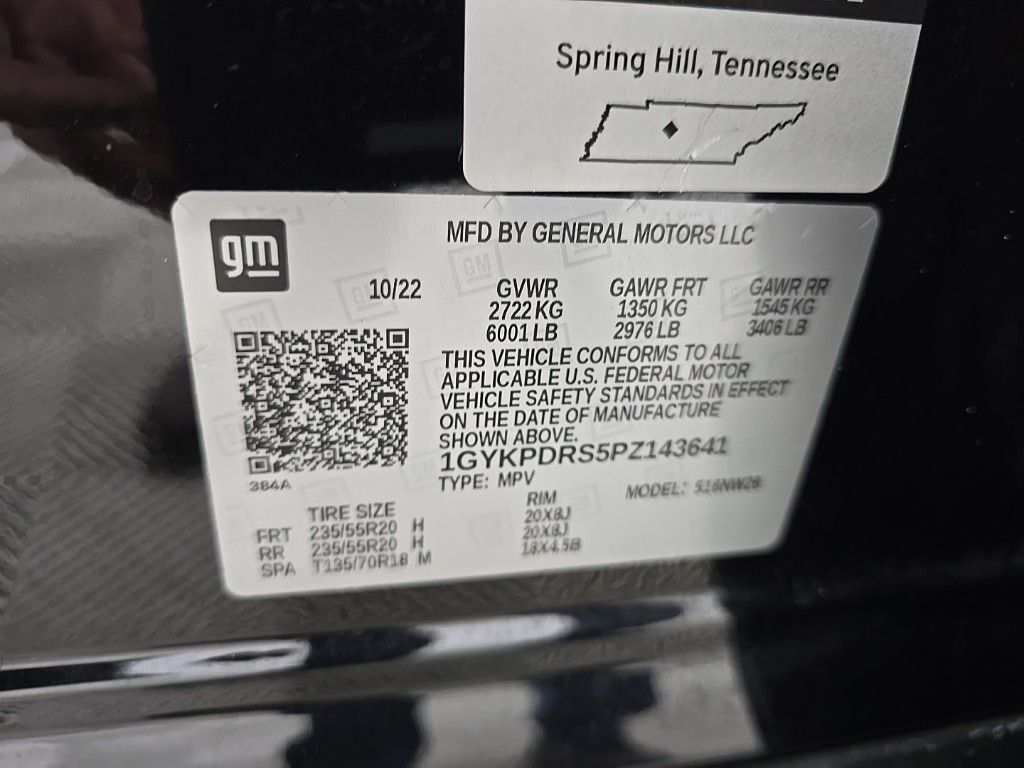 Spring Hill, Tennessee
gm
MFD BY GENERAL MOTORS LLC
10/22
GVWR GAWR FRT GAWR RR
2722 KG 1350 KG 1545 KG
6001 LB 2976 LB 3406 LB
THIS VEHICLE CONFORMS TO ALL
APPLICABLE U.S. FEDERAL MOTOR
VEHICLE SAFETY STANDARDS IN EFFECT
ON THE DATE OF MANUFACTURE
SHOWN ABOVE.
1GYKPDRS5PZ143641
TYPE: MPV MODEL: 516NW26
384A
TIRE SIZE RIM
FRT 235/55R20 H 20X8J
RR 235/55R20 H 20X8J
SPA T135/70R18 M 18X4.5B